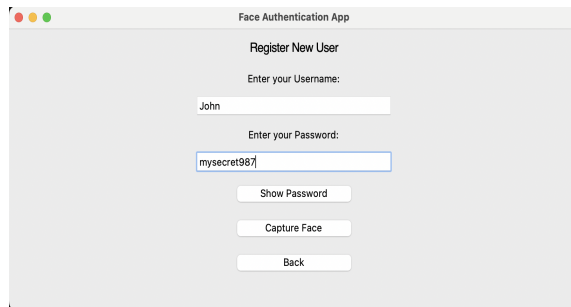 Face Authentication App
Register New User
Enter your Username:
John
Enter your Password:
mysecret987
Show Password
Capture Face
Back